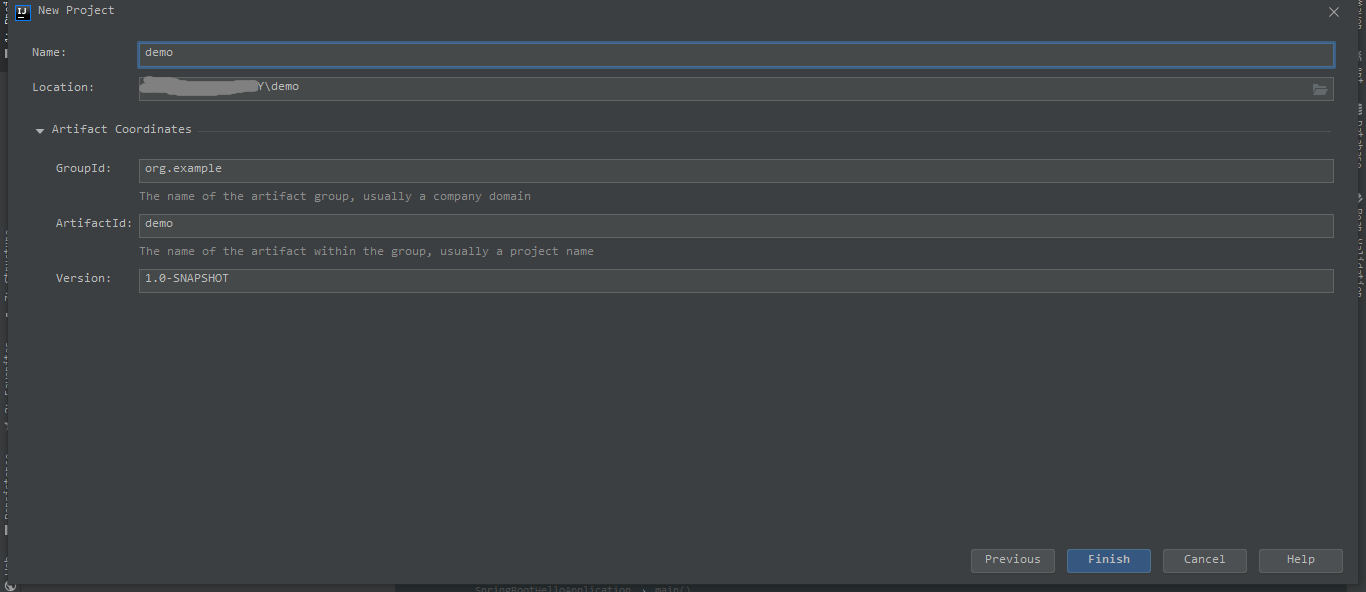 IJ New Project
Name: demo
Location: Y\demo
Artifact Coordinates
GroupId: org.example
The name of the artifact group, usually a company domain
ArtifactId: demo
The name of the artifact within the group, usually a project name
Version: 1.0-SNAPSHOT
Previous Finish Cancel Help
SpringBootHelloApplication › main()